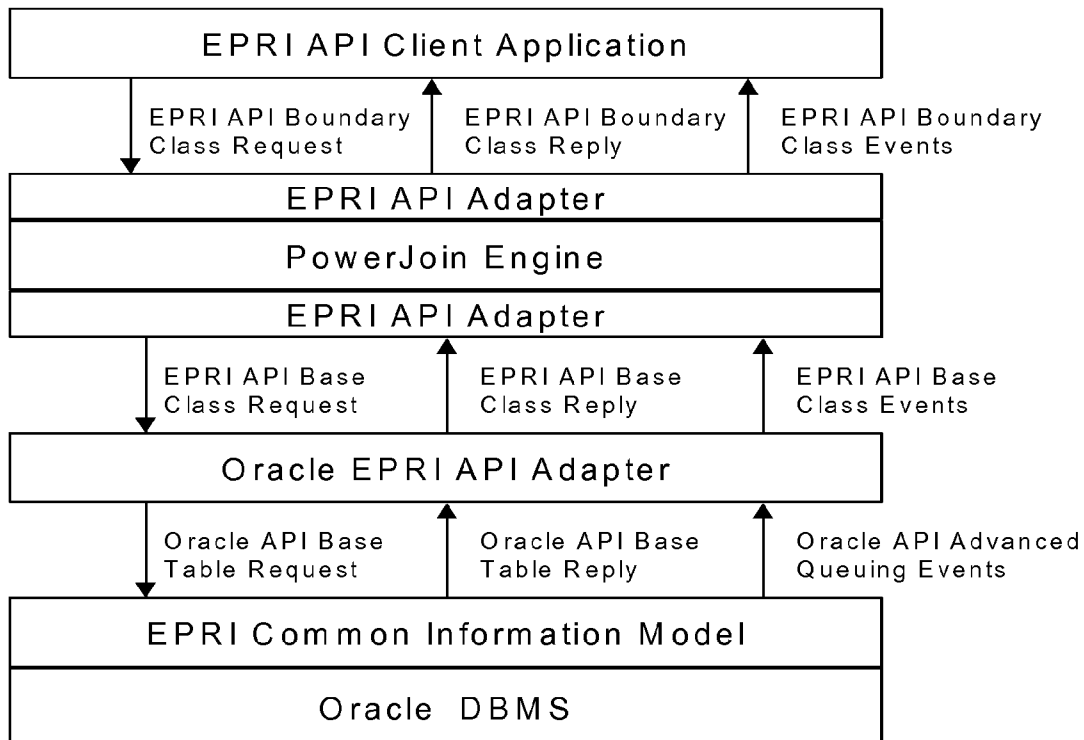 EPRI API Client Application
EPRI API Boundary
Class Request
EPRI API Boundary
Class Reply
EPRI API Boundary
Class Events
EPRI API Adapter
PowerJoin Engine
EPRI API Adapter
EPRI API Base
Class Request
EPRI API Base
Class Reply
EPRI API Base
Class Events
Oracle EPRI API Adapter
Oracle API Base
Table Request
Oracle API Base
Table Reply
Oracle API Advanced
Queuing Events
EPRI Common Information Model
Oracle DBMS